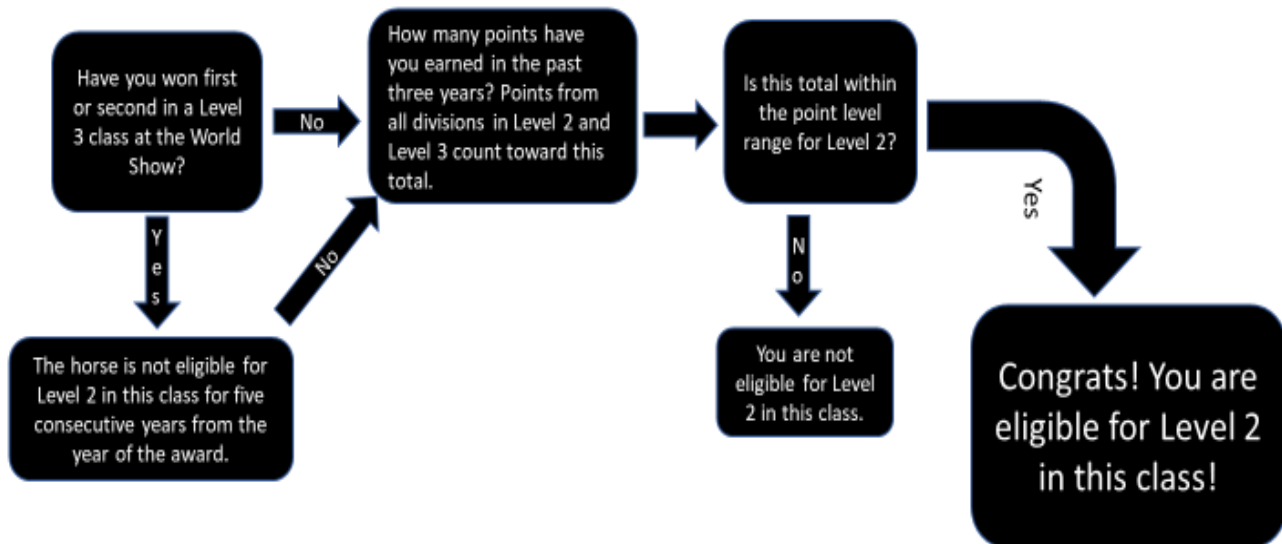 Have you won first
or second in a Level
3 class at the World
Show?
No
How many points have
you earned in the past
three years? Points from
all divisions in Level 2 and
Level 3 count toward this
total.
Is this total within
the point level
range for Level 2?
Yes
Yes
No
No
The horse is not eligible for
Level 2 in this class for five
consecutive years from the
year of the award.
You are not
eligible for Level
2 in this class.
Congrats! You are
eligible for Level 2
in this class!